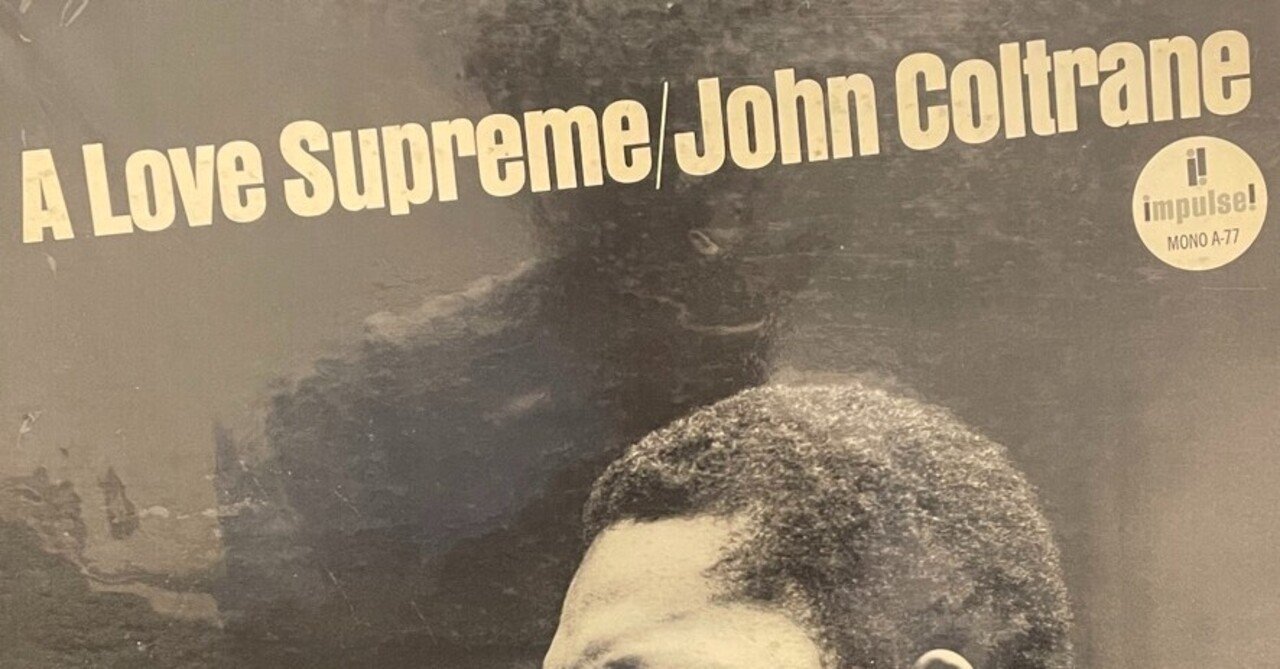 A Love Supreme/John Coltrane
i!
impulse!
MONO A-77